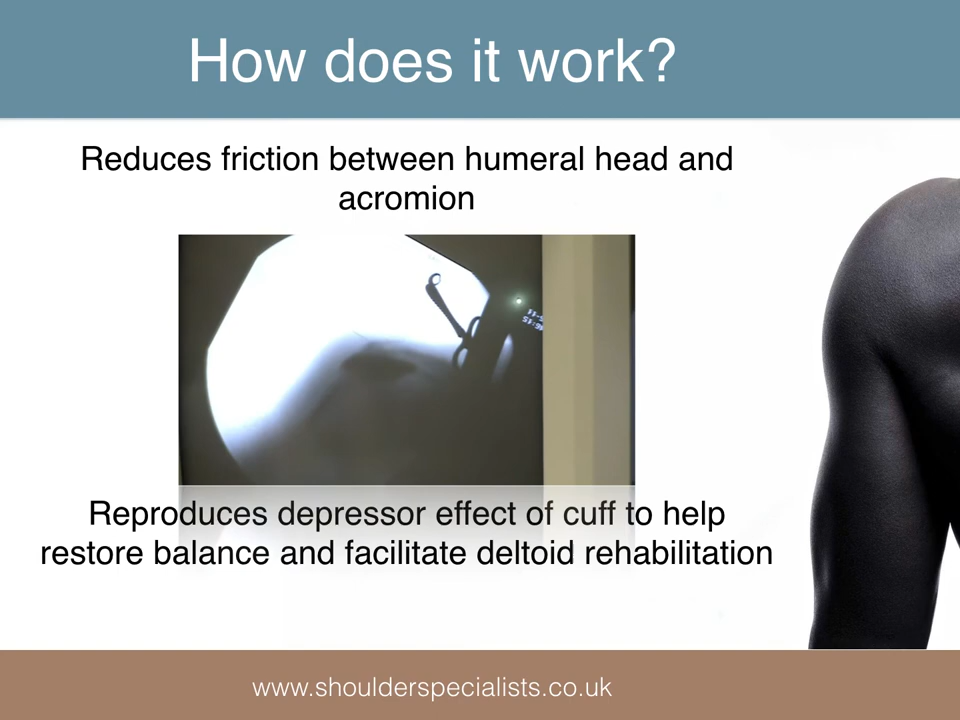 How does it work?
Reduces friction between humeral head and
acromion
Reproduces depressor effect of cuff to help
restore balance and facilitate deltoid rehabilitation
www.shoulderspecialists.co.uk